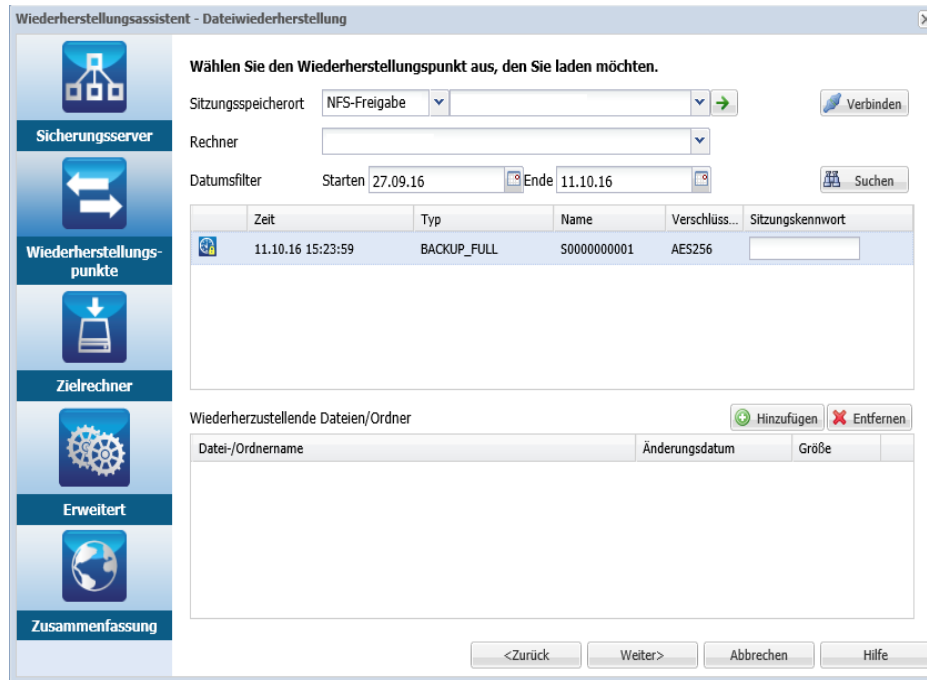 Wiederherstellungsassistent - Dateiwiederherstellung
Sicherungsserver
Wiederherstellungs-
punkte
Zielrechner
Erweitert
Zusammenfassung
Wählen Sie den Wiederherstellungspunkt aus, den Sie laden möchten.
Sitzungsspeicherort NFS-Freigabe Verbinden
Rechner
Datumsfilter Starten 27.09.16 Ende 11.10.16 Suchen
Zeit Typ Name Verschlüss... Sitzungskennwort
11.10.16 15:23:59 BACKUP_FULL S0000000001 AES256
Wiederherzustellende Dateien/Ordner Hinzufügen Entfernen
Datei-/Ordnername Änderungsdatum Größe
<Zurück Weiter> Abbrechen Hilfe